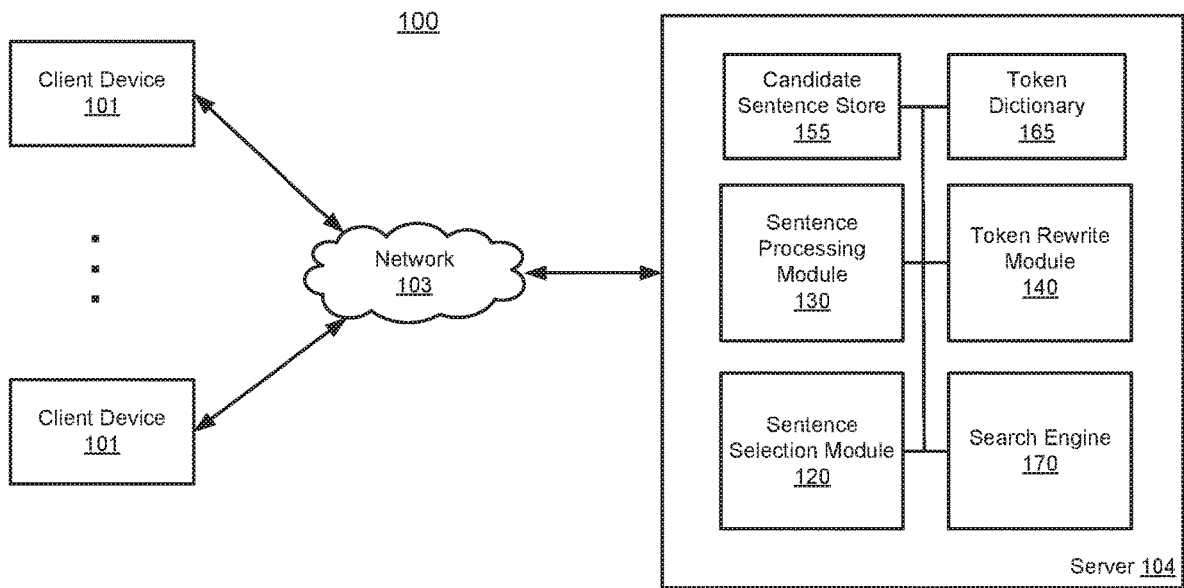 100
Client Device
101
Client Device
101
Network
103
Candidate
Sentence Store
155
Token
Dictionary
165
Sentence
Processing
Module
130
Token Rewrite
Module
140
Sentence
Selection Module
120
Search Engine
170
Server 104